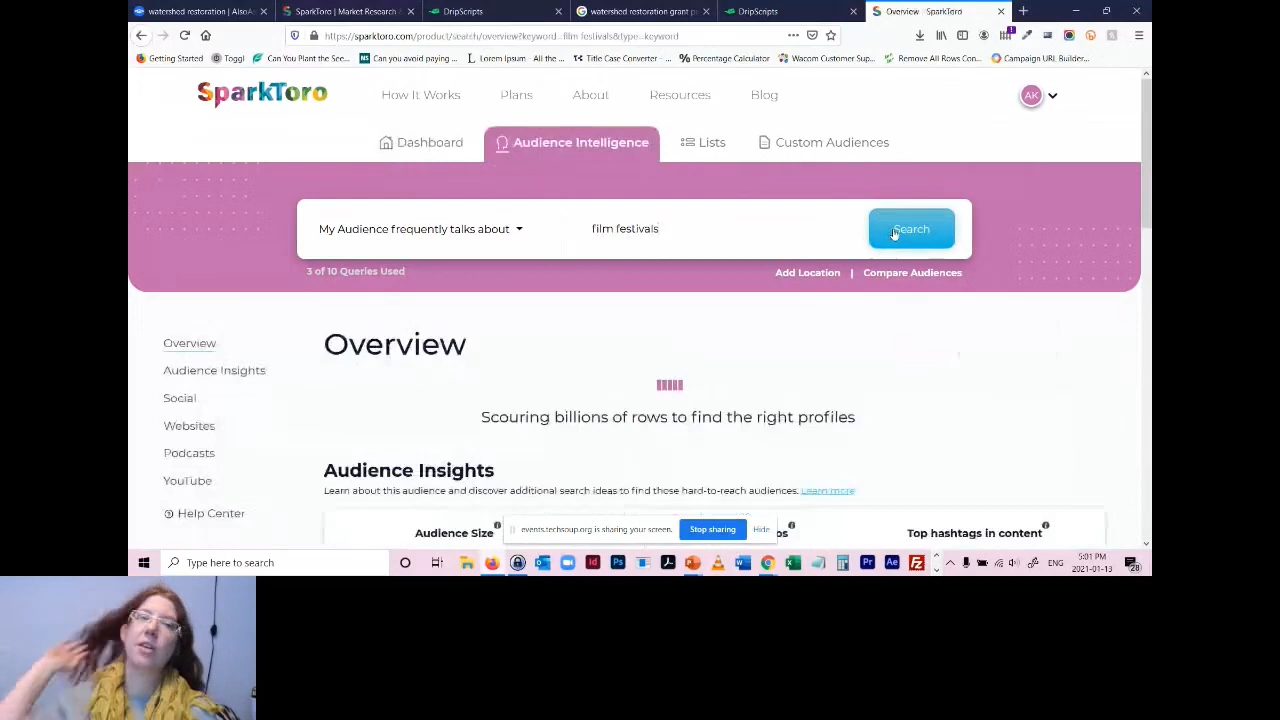 watershed restoration | AlsoAs
SparkToro | Market Research &
DripScripts
watershed restoration grant p
DripScripts
Overview - SparkToro
https://sparktoro.com/product/search/overview?keyword=film festivals&type=keyword
Getting Started
Toggl
Can You Plant the See...
Can you avoid paying ...
Lorem Ipsum - All the ...
Title Case Converter - ...
Percentage Calculator
Wacom Customer Sup...
Remove All Rows Con...
Campaign URL Builder...
SparkToro
How It Works
Plans
About
Resources
Blog
AK
Dashboard
Audience Intelligence
Lists
Custom Audiences
My Audience frequently talks about
film festivals
Search
3 of 10 Queries Used
Add Location | Compare Audiences
Overview
Audience Insights
Social
Websites
Podcasts
YouTube
Help Center
Overview
Scouring billions of rows to find the right profiles
Audience Insights
Learn about this audience and discover additional search ideas to find those hard-to-reach audiences. Learn more
Audience Size
Top hashtags in content
events.techsoup.org is sharing your screen.
Stop sharing
Hide
Type here to search
ENG
5:01 PM
2021-01-13
28